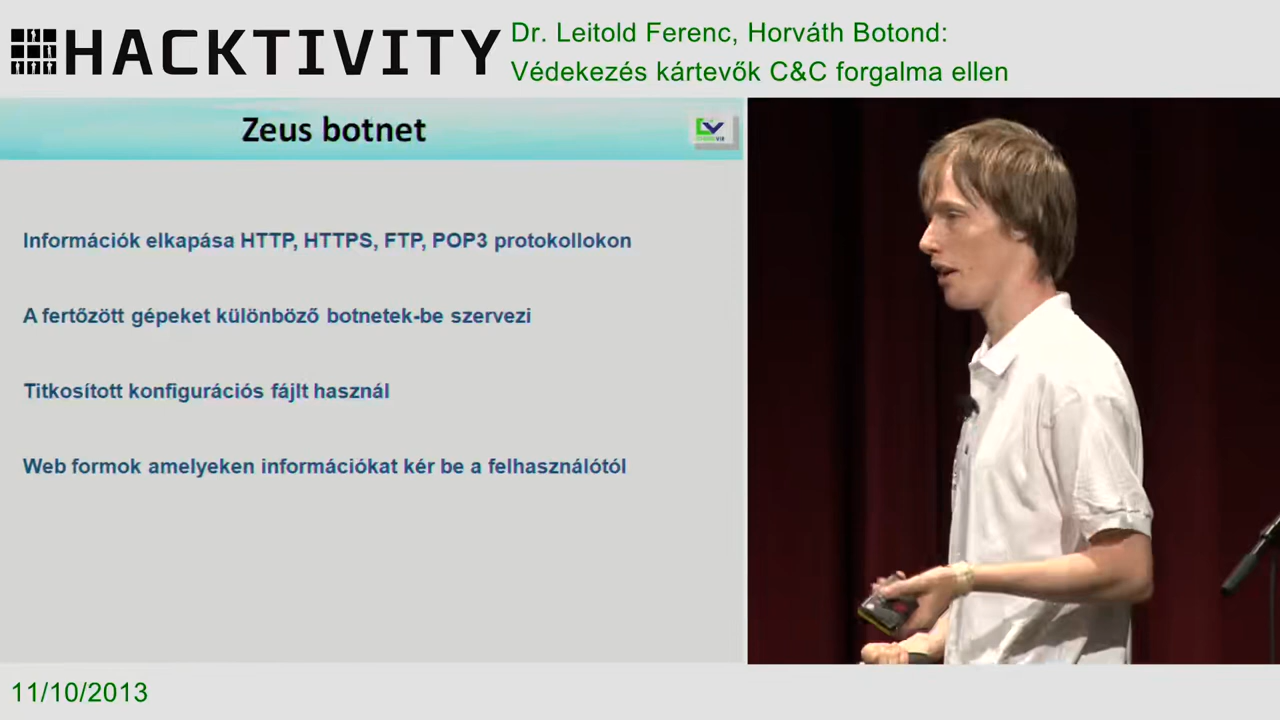 HACKTIVITY
Dr. Leitold Ferenc, Horváth Botond:
Védekezés kártevők C&C forgalma ellen
Zeus botnet
Információk elkapása HTTP, HTTPS, FTP, POP3 protokollokon
A fertőzött gépeket különböző botnetek-be szervezi
Titkosított konfigurációs fájlt használ
Web formok amelyeken információkat kér be a felhasználótól
11/10/2013